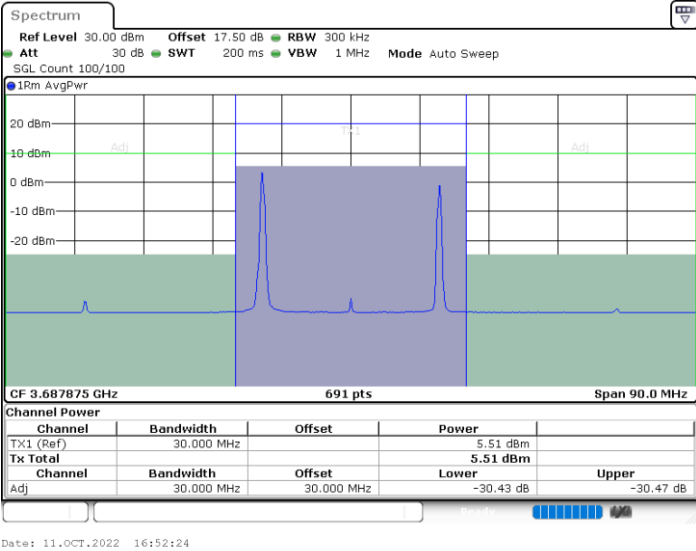 Spectrum
Ref Level 30.00 dBm Offset 17.50 dB RBW 300 kHz
Att 30 dB SWT 200 ms VBW 1 MHz Mode Auto Sweep
SGL Count 100/100
1Rm AvgPwr
20 dBm
TX1
Adj Adj
10 dBm
0 dBm
-10 dBm
-20 dBm
CF 3.687875 GHz 691 pts Span 90.0 MHz
Channel Power
Channel Bandwidth Offset Power
TX1 (Ref) 30.000 MHz 5.51 dBm
Tx Total 5.51 dBm
Channel Bandwidth Offset Lower Upper
Adj 30.000 MHz 30.000 MHz -30.43 dB -30.47 dB
Ready
Date: 11.OCT.2022 16:52:24